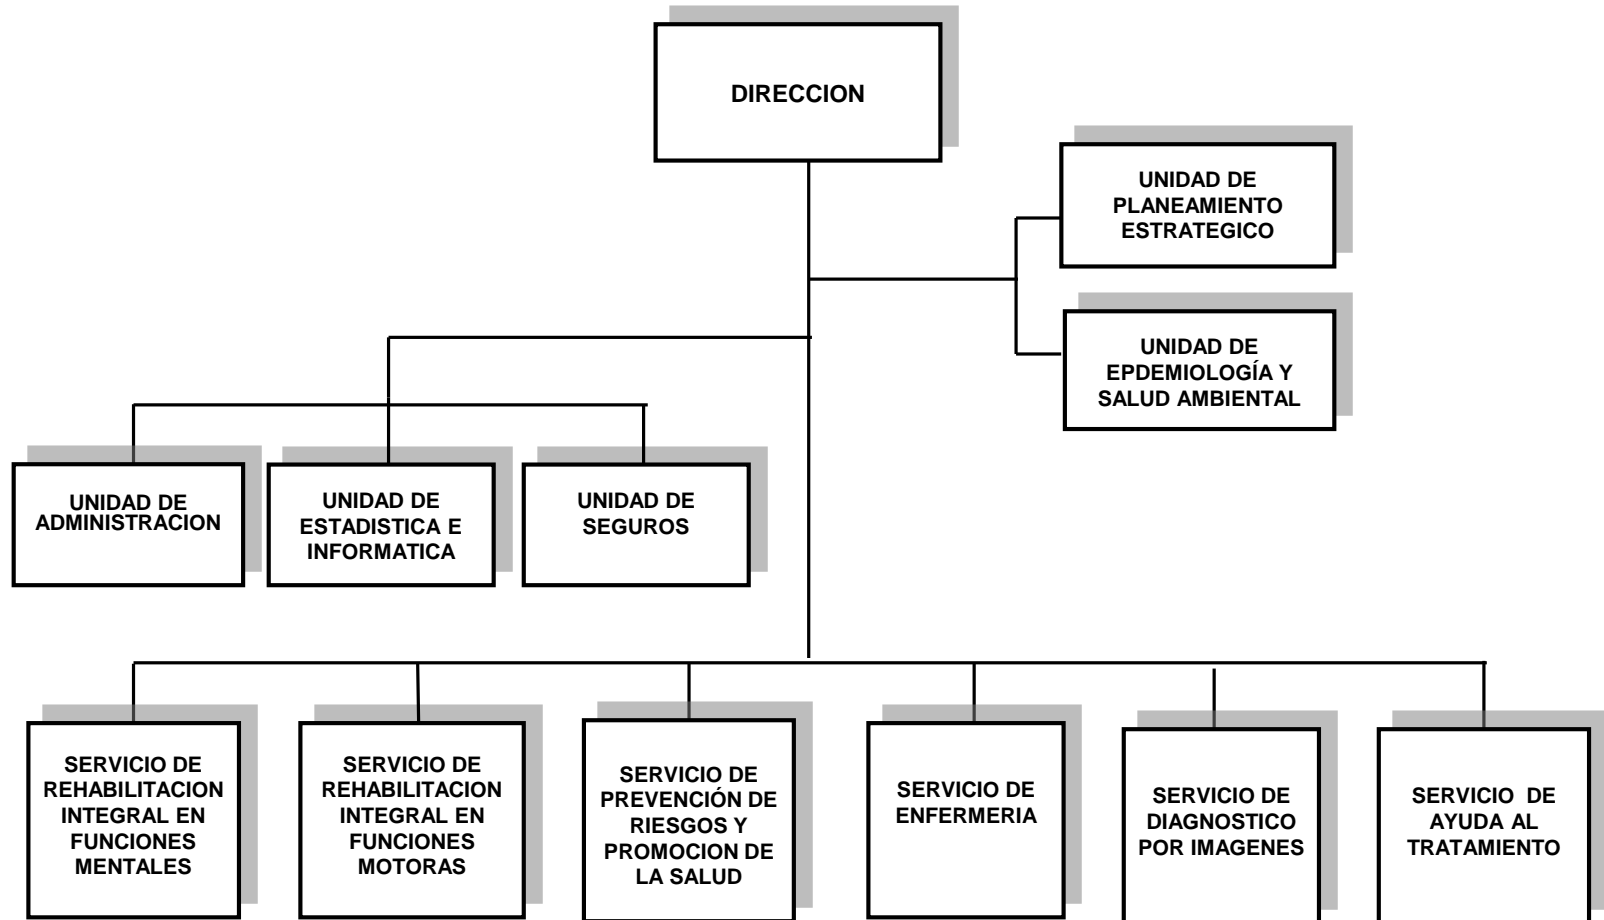 DIRECCION
UNIDAD DE
PLANEAMIENTO
ESTRATEGICO
UNIDAD DE
EPDEMIOLOGÍA Y
SALUD AMBIENTAL
UNIDAD DE
ADMINISTRACION
UNIDAD DE
ESTADISTICA E
INFORMATICA
UNIDAD DE
SEGUROS
SERVICIO DE
REHABILITACION
INTEGRAL EN
FUNCIONES
MENTALES
SERVICIO DE
REHABILITACION
INTEGRAL EN
FUNCIONES
MOTORAS
SERVICIO DE
PREVENCIÓN DE
RIESGOS Y
PROMOCION DE
LA SALUD
SERVICIO DE
ENFERMERIA
SERVICIO DE
DIAGNOSTICO
POR IMAGENES
SERVICIO DE
AYUDA AL
TRATAMIENTO